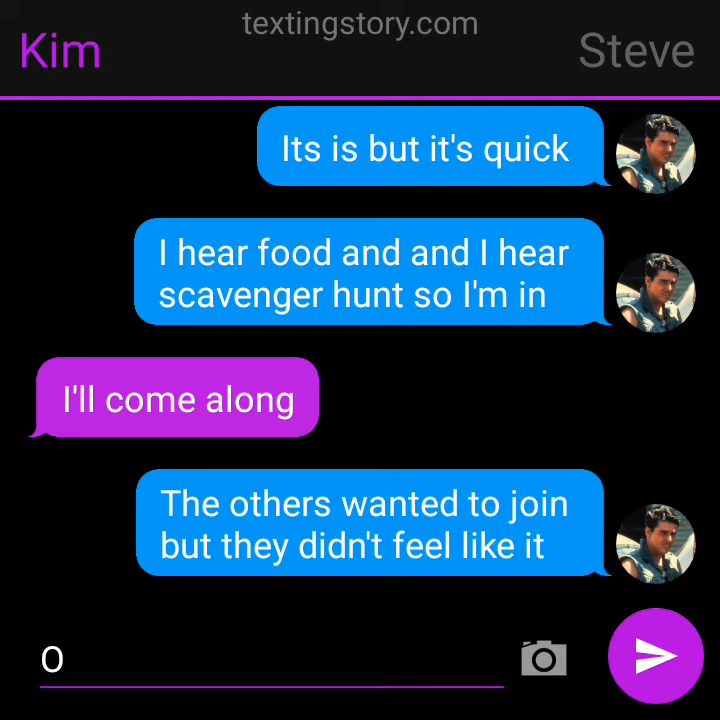 textingstory.com
Kim
Steve
Its is but it's quick
I hear food and and I hear
scavenger hunt so I'm in
I'll come along
The others wanted to join
but they didn't feel like it
O